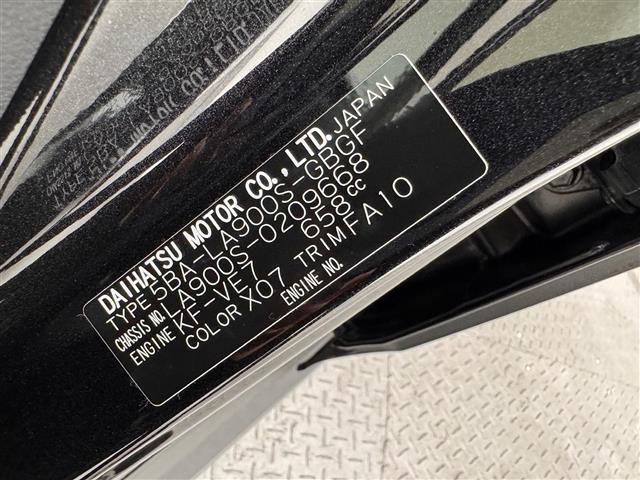 DAIHATSU MOTOR CO.,LTD.JAPAN
TYPE 5BA-LA900S-GBGF
CHASSIS NO. LA900S-0209668
ENGINE KF-VE7 658cc
COLOR X07 TRIM FA10
ENGINE NO.